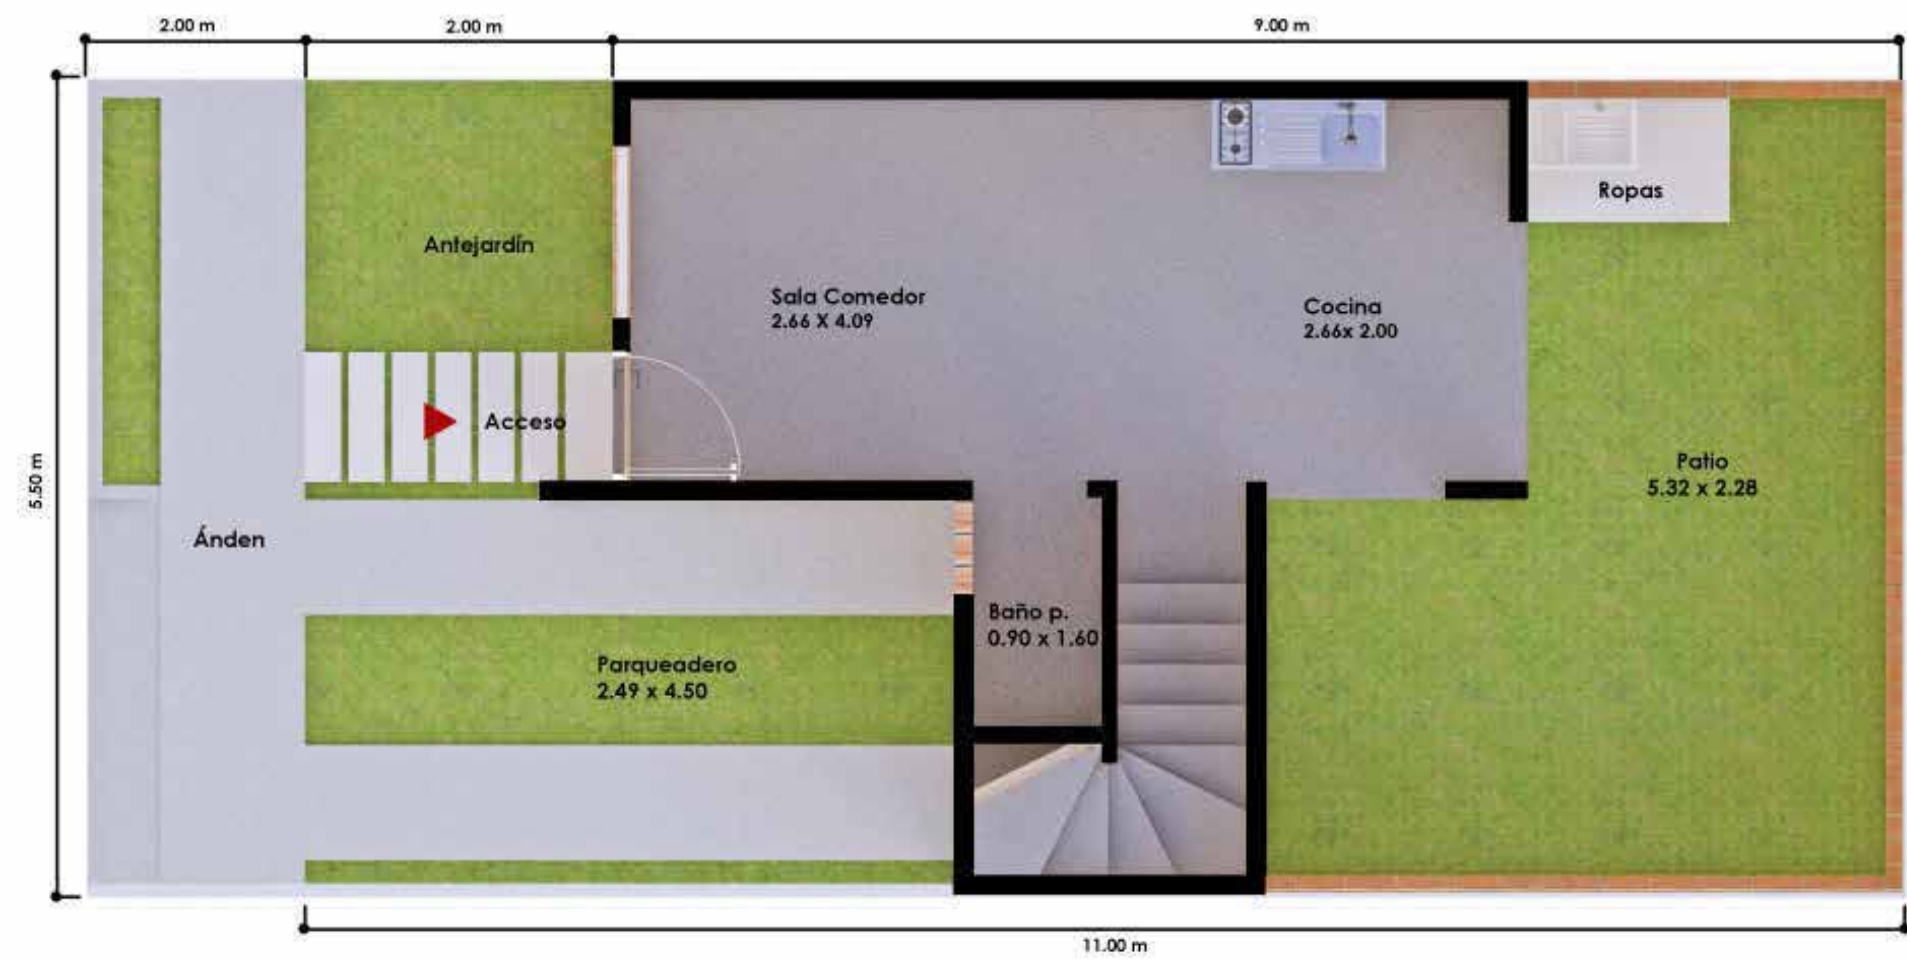 2.00 m
2.00 m
9.00 m
Ropas
Antejardín
Sala Comedor
2.66 X 4.09
Cocina
2.66x 2.00
Acceso
Patio
5.32 x 2.28
5.50 m
Ánden
Baño p.
0.90 x 1.60
Parqueadero
2.49 x 4.50
11.00 m